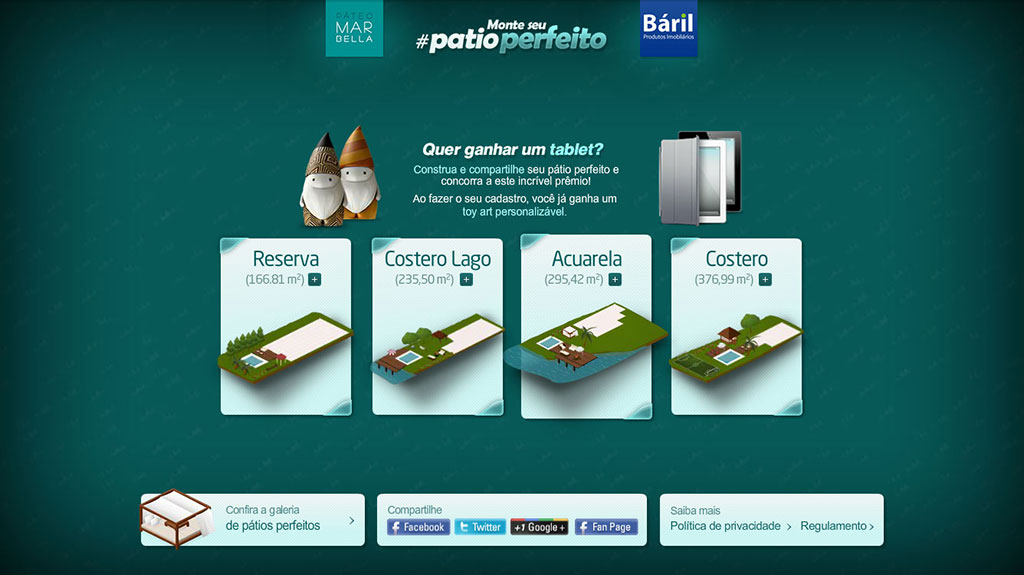 PÁTEO
MAR
BELLA
Monte seu
#patioperfeito
Báril
Produtos Imobiliários
Quer ganhar um tablet?
Construa e compartilhe seu pátio perfeito e
concorra a este incrível prêmio!
Ao fazer o seu cadastro, você já ganha um
toy art personalizável.
Reserva
(166.81 m²) +
Costero Lago
(235,50 m²) +
Acuarela
(295,42 m²) +
Costero
(376,99 m²) +
Confira a galeria
de pátios perfeitos >
Compartilhe
f Facebook
t Twitter
+1 Google +
f Fan Page
Saiba mais
Política de privacidade > Regulamento >